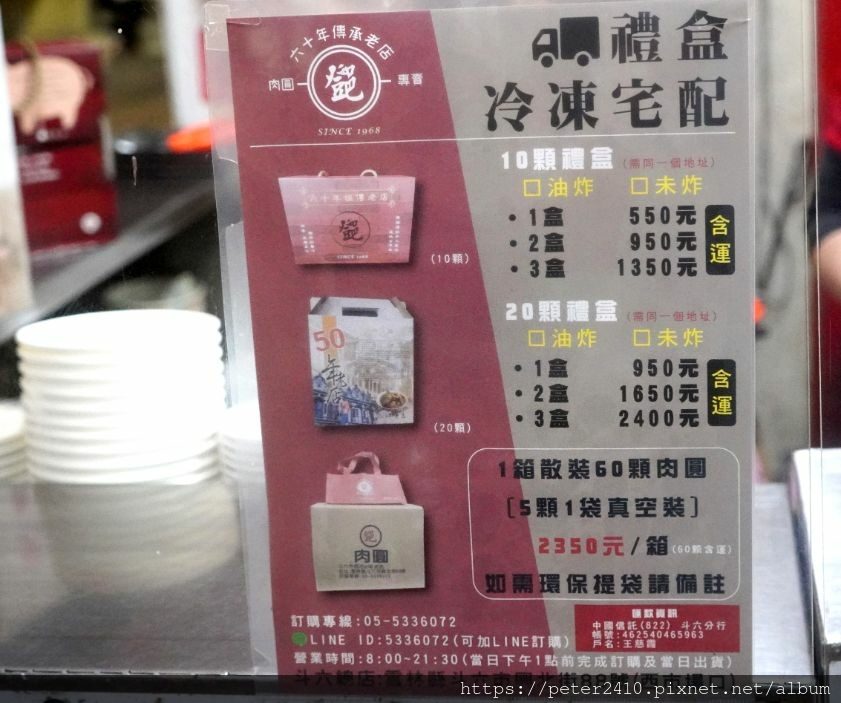 六十年傳承老店
肉圓 專賣
SINCE 1968
禮盒
冷凍宅配
10顆禮盒(需同一個地址)
□油炸 □未炸
・1盒 550元
・2盒 950元
・3盒 1350元
含運
(10顆)
20顆禮盒(需同一個地址)
□油炸 □未炸
・1盒 950元
・2盒 1650元
・3盒 2400元
含運
50
年老店
(20顆)
1箱散裝60顆肉圓
[5顆1袋真空裝]
2350元/箱(60顆含運)
如需環保提袋請備註
肉圓
訂購專線:05-5336072
LINE ID:5336072(可加LINE訂購)
營業時間:8:00~21:30(當日下午1點前完成訂購及當日出貨)
匯款資訊
中國信託(822) 斗六分行
帳號:462540465963
戶名:王慈霞
https://peter2410.pixnet.net/album